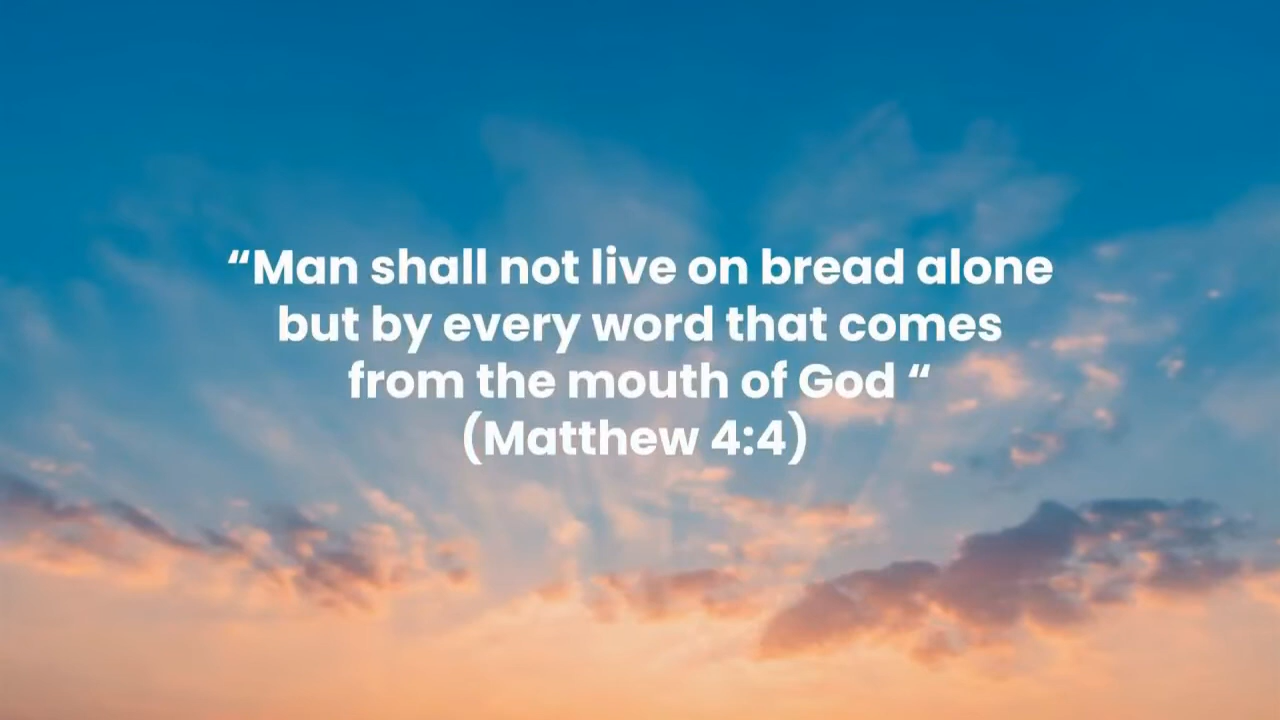 “Man shall not live on bread alone
but by every word that comes
from the mouth of God “
(Matthew 4:4)